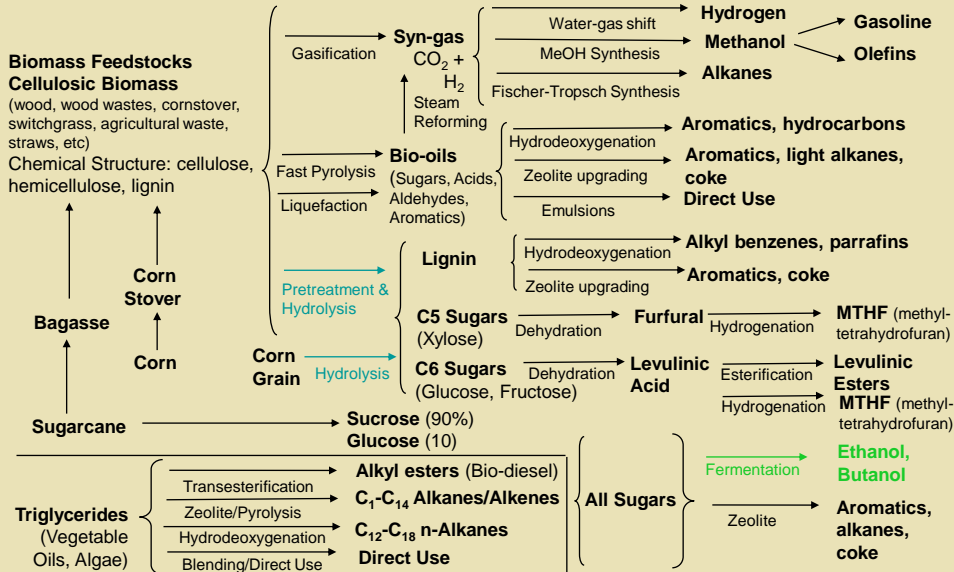 Biomass Feedstocks
Cellulosic Biomass
(wood, wood wastes, cornstover,
switchgrass, agricultural waste,
straws, etc)
Chemical Structure: cellulose,
hemicellulose, lignin
Bagasse
Corn
Stover
Corn
Sugarcane
Gasification
Syn-gas
CO2 +
H2
Steam
Reforming
Water-gas shift
Hydrogen
MeOH Synthesis
Methanol
Gasoline
Olefins
Fischer-Tropsch Synthesis
Alkanes
Fast Pyrolysis
Liquefaction
Bio-oils
(Sugars, Acids,
Aldehydes,
Aromatics)
Hydrodeoxygenation
Aromatics, hydrocarbons
Zeolite upgrading
Aromatics, light alkanes,
coke
Emulsions
Direct Use
Pretreatment &
Hydrolysis
Lignin
Hydrodeoxygenation
Alkyl benzenes, parrafins
Zeolite upgrading
Aromatics, coke
C5 Sugars
(Xylose)
Dehydration
Furfural
Hydrogenation
MTHF (methyl-
tetrahydrofuran)
Corn
Grain
Hydrolysis
C6 Sugars
(Glucose, Fructose)
Dehydration
Levulinic
Acid
Esterification
Levulinic
Esters
Hydrogenation
MTHF (methyl-
tetrahydrofuran)
Sucrose (90%)
Glucose (10)
Triglycerides
(Vegetable
Oils, Algae)
Transesterification
Alkyl esters (Bio-diesel)
Zeolite/Pyrolysis
C1-C14 Alkanes/Alkenes
Hydrodeoxygenation
C12-C18 n-Alkanes
Blending/Direct Use
Direct Use
All Sugars
Fermentation
Ethanol,
Butanol
Zeolite
Aromatics,
alkanes,
coke